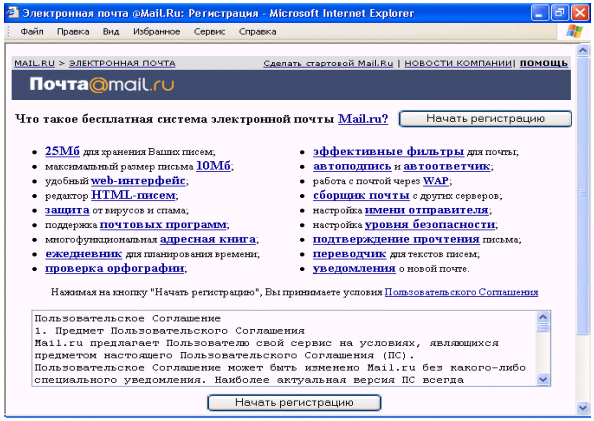 Электронная почта @Mail.Ru: Регистрация - Microsoft Internet Explorer
Файл Правка Вид Избранное Сервис Справка
MAIL.RU > ЭЛЕКТРОННАЯ ПОЧТА Сделать стартовой Mail.Ru | НОВОСТИ КОМПАНИИ| ПОМОЩЬ
Почта@mail.ru
Что такое бесплатная система электронной почты Mail.ru? Начать регистрацию
• 25Мб для хранения Ваших писем;
• максимальный размер письма 10Мб;
• удобный web-интерфейс;
• редактор HTML-писем;
• защита от вирусов и спама;
• поддержка почтовых программ;
• многофункциональная адресная книга;
• ежедневник для планирования времени;
• проверка орфографии;
• эффективные фильтры для почты;
• автоподпись и автоответчик;
• работа с почтой через WAP;
• сборщик почты с других серверов;
• настройка имени отправителя;
• настройка уровня безопасности;
• подтверждение прочтения письма;
• переводчик для текстов писем;
• уведомления о новой почте.
Нажимая на кнопку "Начать регистрацию", Вы принимаете условия Пользовательского Соглашения
Пользовательское Соглашение
1. Предмет Пользовательского Соглашения
Mail.ru предлагает Пользователю свой сервис на условиях, являющихся
предметом настоящего Пользовательского Соглашения (ПС).
Пользовательское Соглашение может быть изменено Mail.ru без какого-либо
специального уведомления. Наиболее актуальная версия ПС всегда
Начать регистрацию